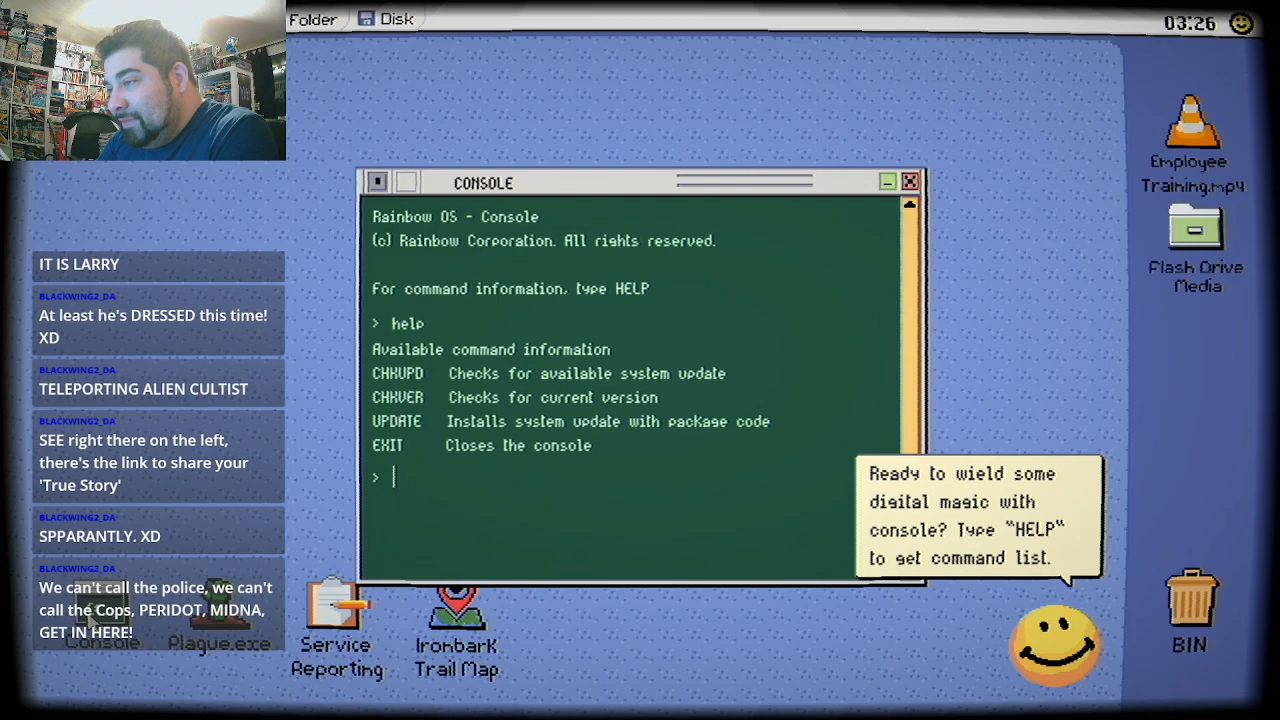 Folder
Disk
03:26
Employee
Training.mp4
Flash Drive
Media
CONSOLE
Rainbow OS - Console
(c) Rainbow Corporation. All rights reserved.
For command information, type HELP
> help
Available command information
CHKUPD Checks for available system update
CHKVER Checks for current version
UPDATE Installs system update with package code
EXIT Closes the console
>
Ready to wield some
digital magic with
console? Type "HELP"
to get command list.
IT IS LARRY
BLACKWING2_DA
At least he's DRESSED this time!
XD
BLACKWING2_DA
TELEPORTING ALIEN CULTIST
BLACKWING2_DA
SEE right there on the left,
there's the link to share your
'True Story'
BLACKWING2_DA
SPPARANTLY. XD
BLACKWING2_DA
We can't call the police, we can't
call the Cops, PERIDOT, MIDNA,
GET IN HERE!
Console
Plague.exe
Service
Reporting
Ironbark
Trail Map
BIN